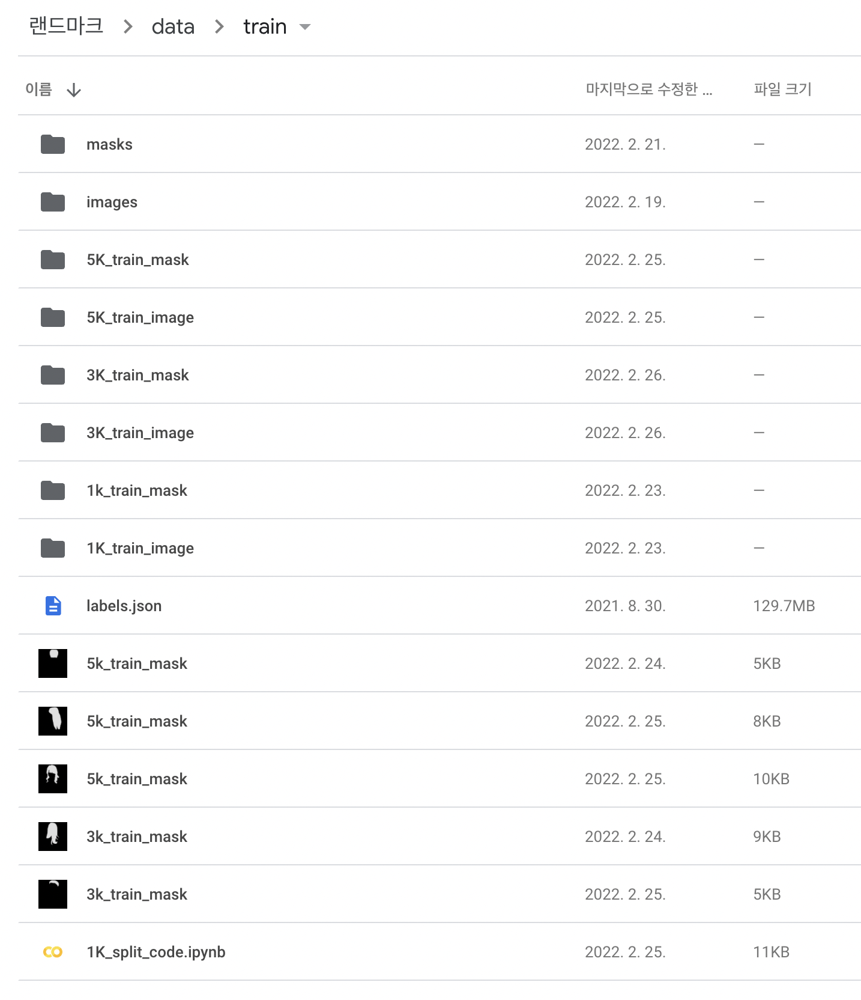 랜드마크 > data > train
이름 마지막으로 수정한 ... 파일 크기
masks 2022. 2. 21. —
images 2022. 2. 19. —
5K_train_mask 2022. 2. 25. —
5K_train_image 2022. 2. 25. —
3K_train_mask 2022. 2. 26. —
3K_train_image 2022. 2. 26. —
1k_train_mask 2022. 2. 23. —
1K_train_image 2022. 2. 23. —
labels.json 2021. 8. 30. 129.7MB
5k_train_mask 2022. 2. 24. 5KB
5k_train_mask 2022. 2. 25. 8KB
5k_train_mask 2022. 2. 25. 10KB
3k_train_mask 2022. 2. 24. 9KB
3k_train_mask 2022. 2. 25. 5KB
1K_split_code.ipynb 2022. 2. 25. 11KB